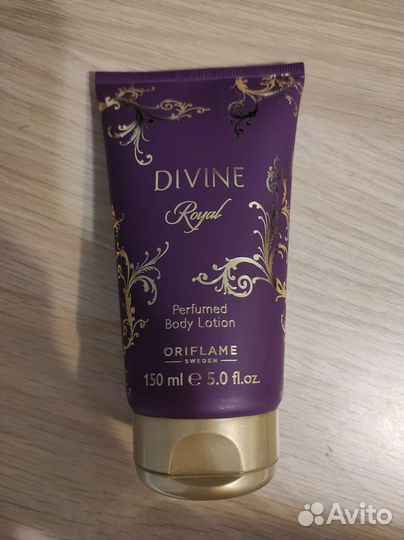 DIVINE
Royal
Perfumed
Body Lotion
ORIFLAME
SWEDEN
150 ml ℮ 5.0 fl.oz.
Avito